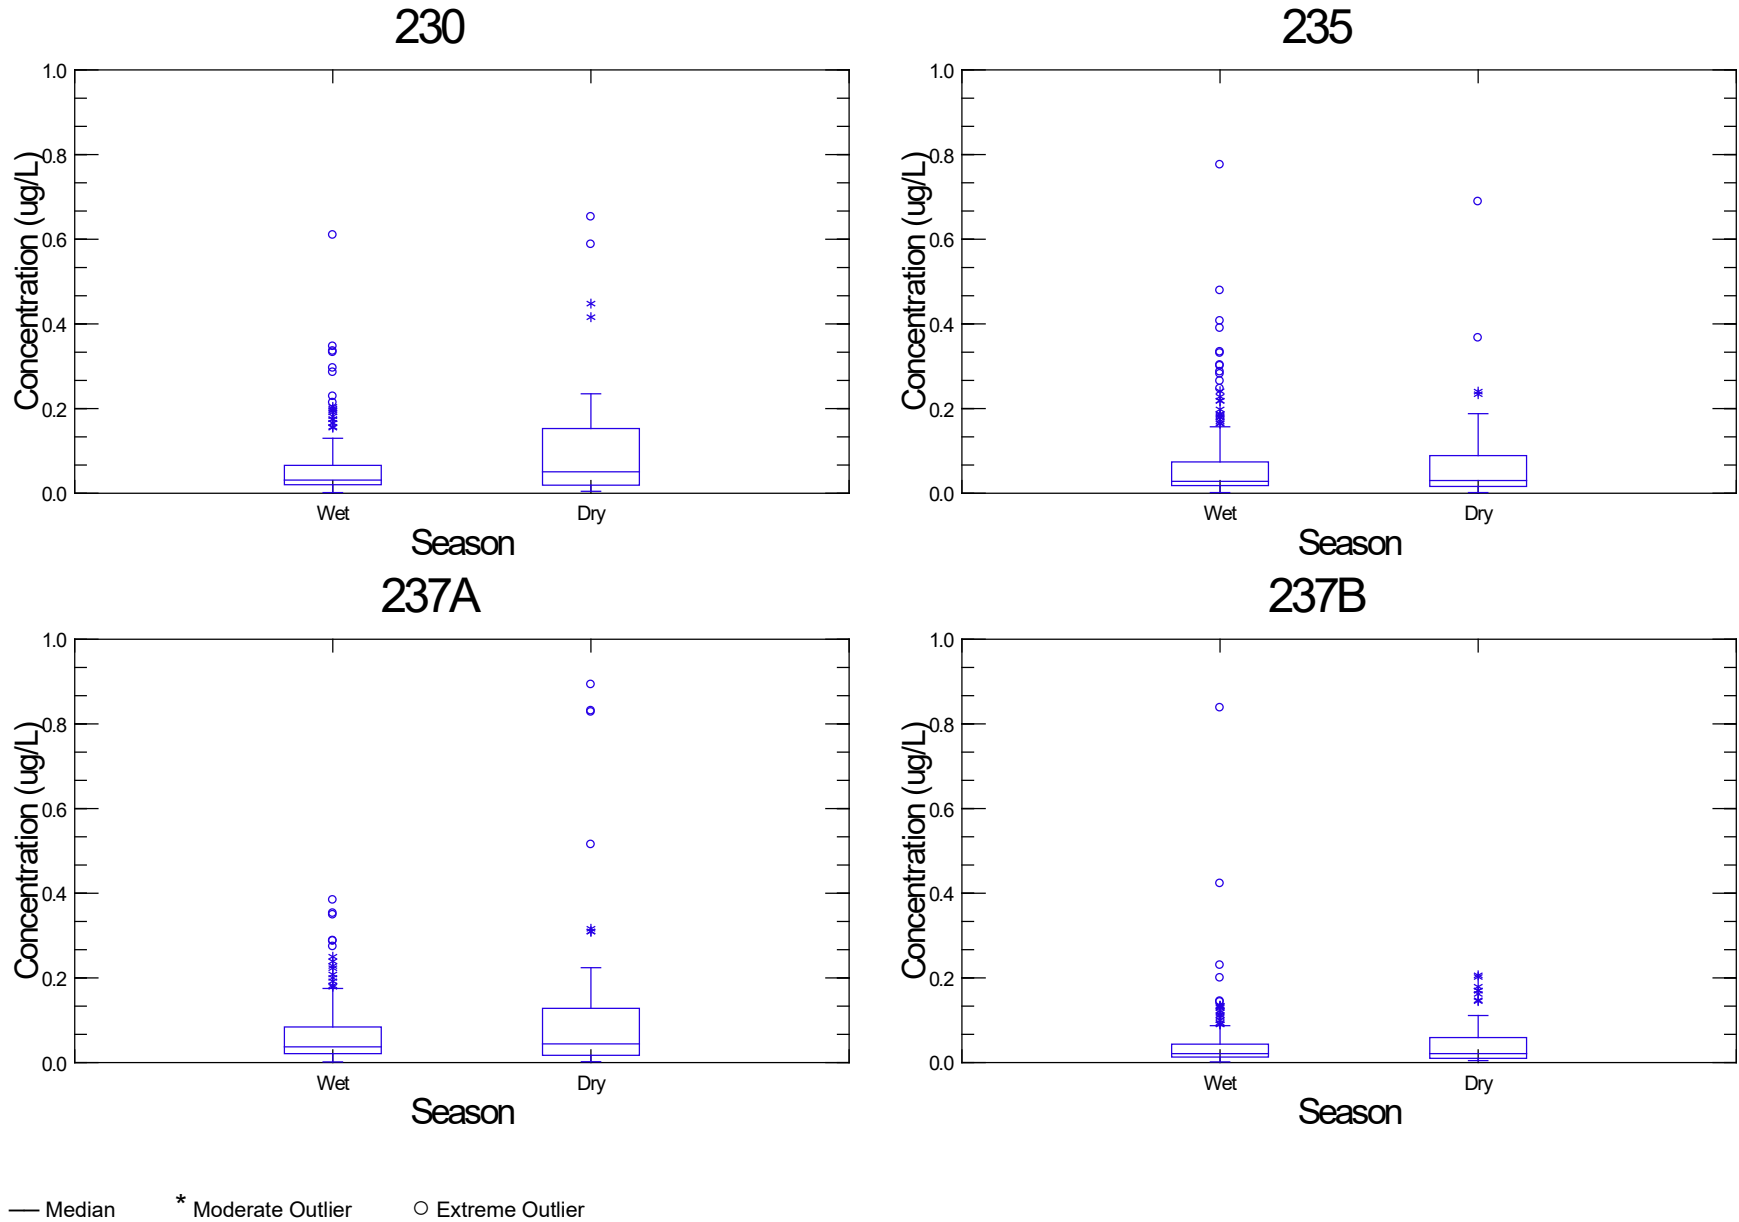 230
1.0
0.8
0.6
0.4
0.2
0.0
Concentration (ug/L)
Wet Dry
Season
235
1.0
0.8
0.6
0.4
0.2
0.0
Concentration (ug/L)
Wet Dry
Season
237A
1.0
0.8
0.6
0.4
0.2
0.0
Concentration (ug/L)
Wet Dry
Season
237B
1.0
0.8
0.6
0.4
0.2
0.0
Concentration (ug/L)
Wet Dry
Season
Median * Moderate Outlier Extreme Outlier